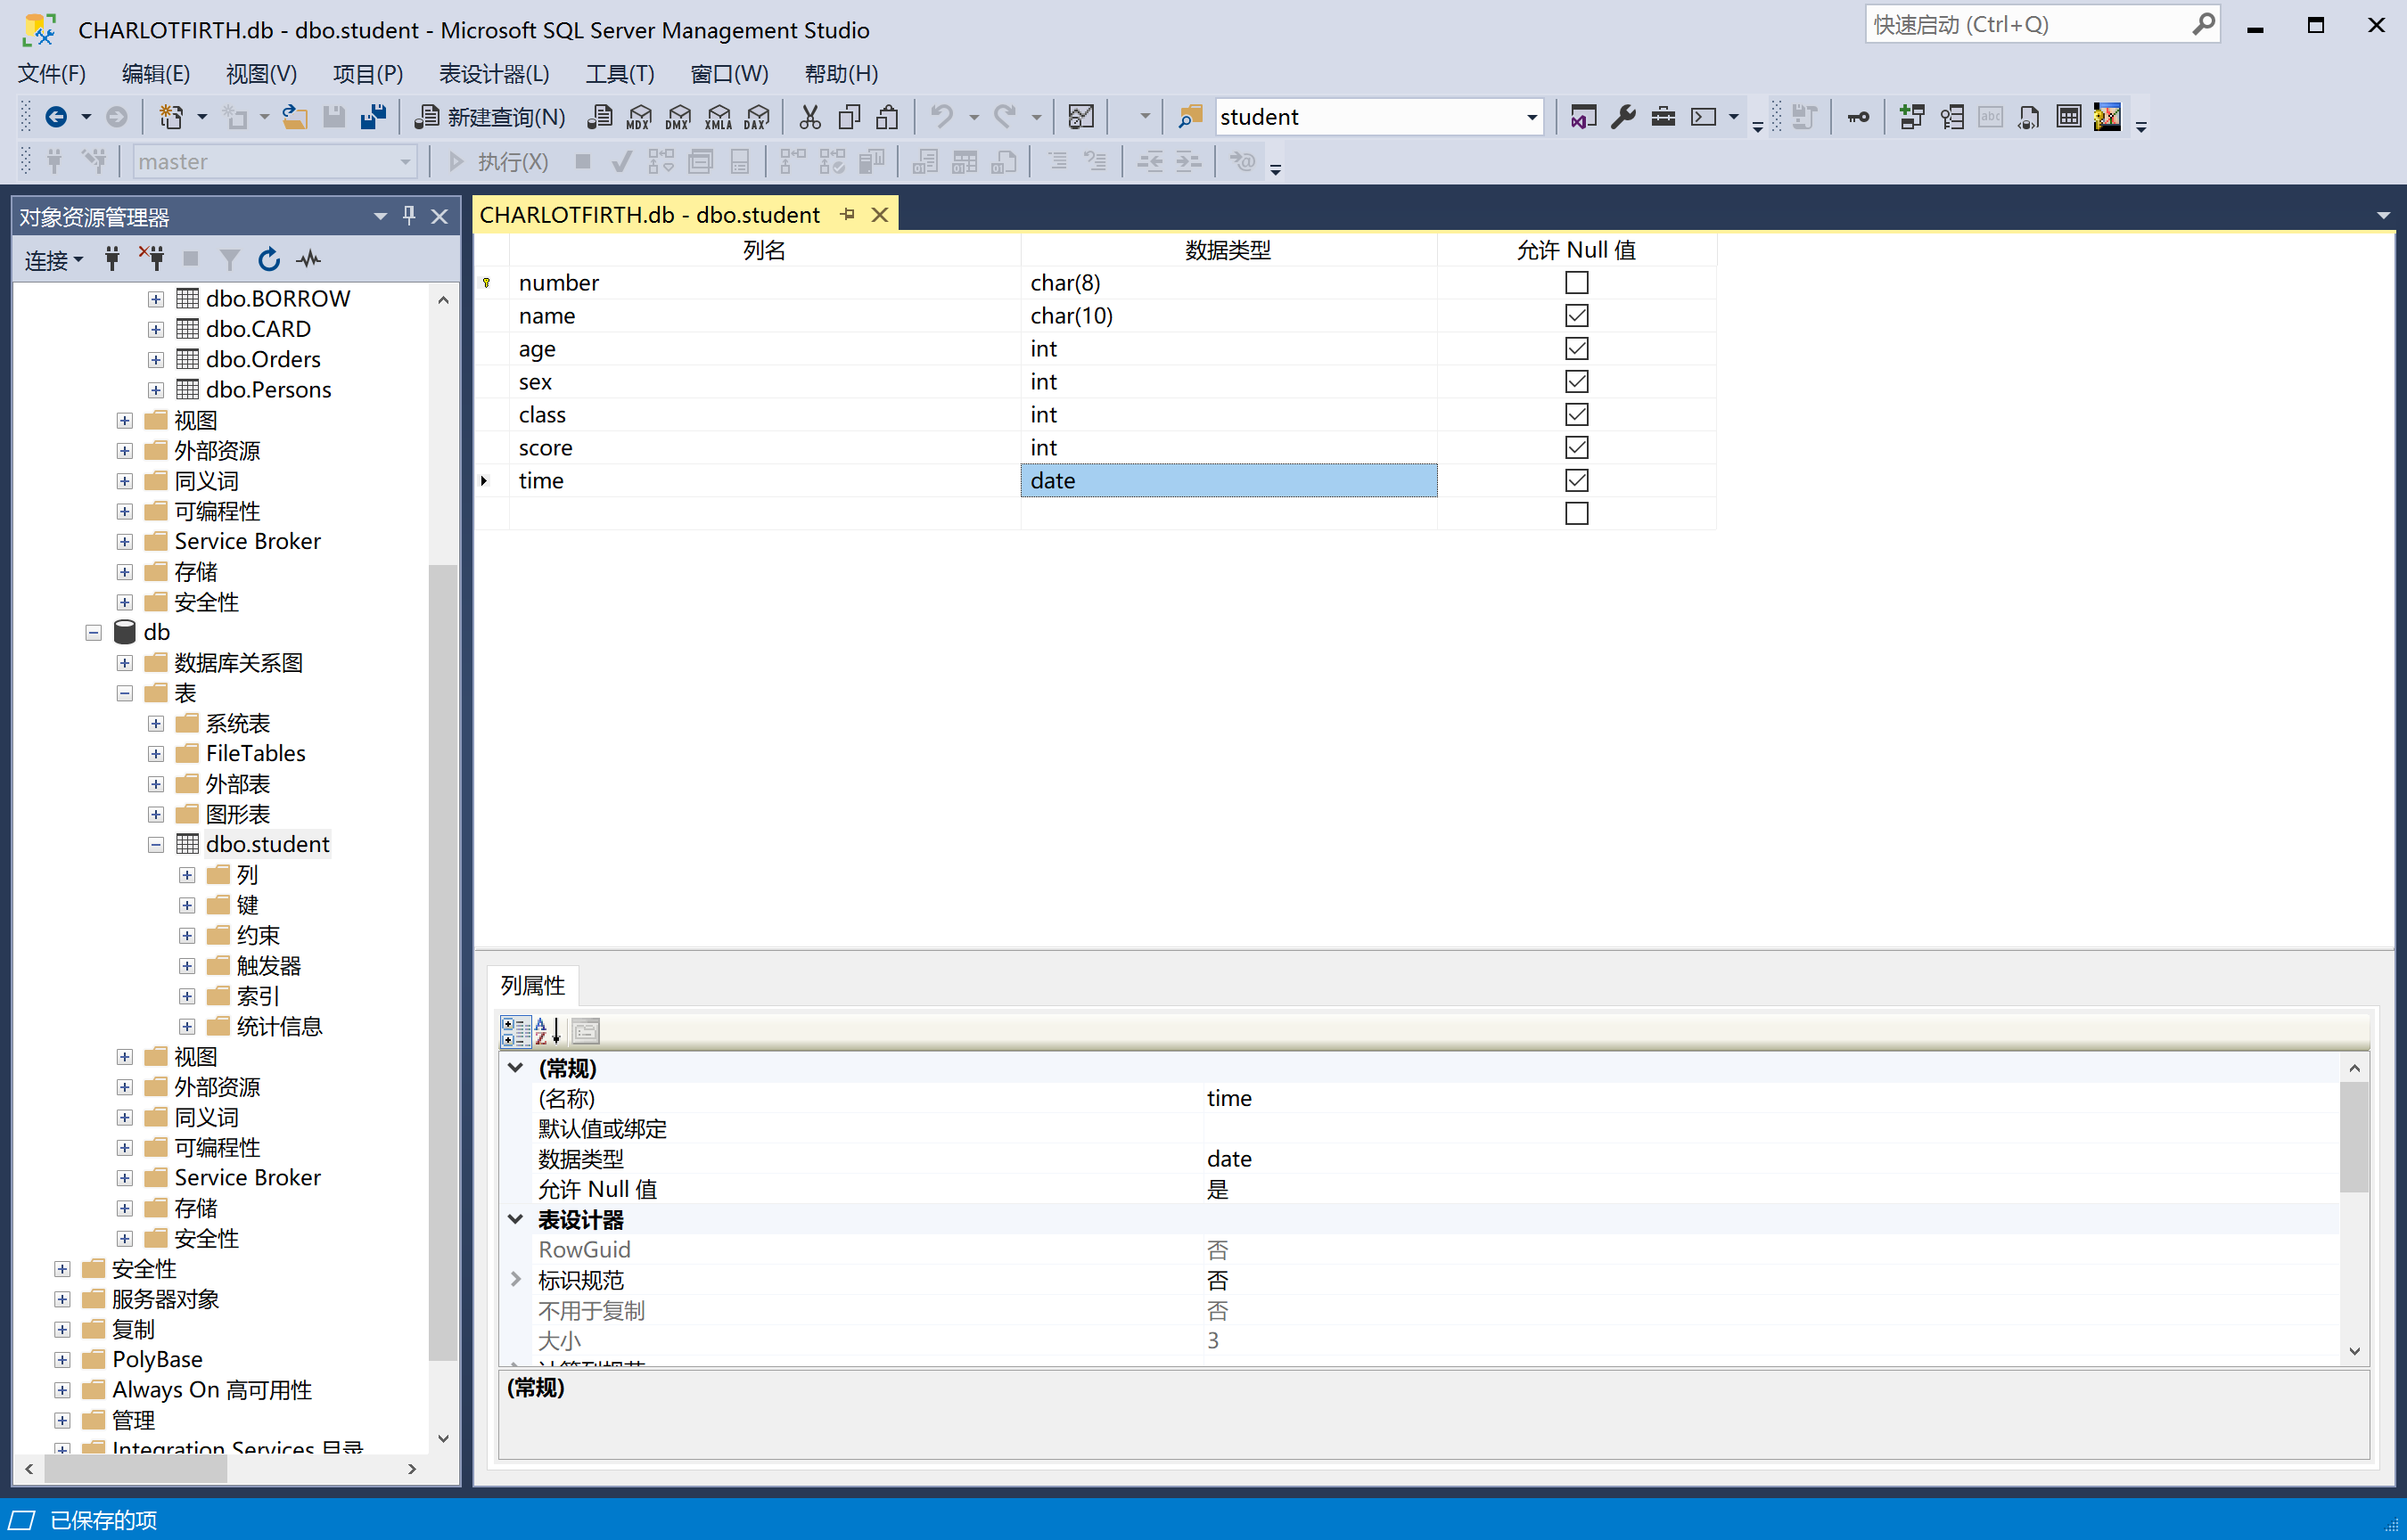 CHARLOTFIRTH.db - dbo.student - Microsoft SQL Server Management Studio
快速启动 (Ctrl+Q)
文件(F) 编辑(E) 视图(V) 项目(P) 表设计器(L) 工具(T) 窗口(W) 帮助(H)
新建查询(N) MDX DMX XMLA DAX student
master 执行(X)
对象资源管理器
连接
dbo.BORROW
dbo.CARD
dbo.Orders
dbo.Persons
视图
外部资源
同义词
可编程性
Service Broker
存储
安全性
db
数据库关系图
表
系统表
FileTables
外部表
图形表
dbo.student
列
键
约束
触发器
索引
统计信息
视图
外部资源
同义词
可编程性
Service Broker
存储
安全性
安全性
服务器对象
复制
PolyBase
Always On 高可用性
管理
Integration Services 目录
CHARLOTFIRTH.db - dbo.student
列名 数据类型 允许 Null 值
number char(8)
name char(10)
age int
sex int
class int
score int
time date
列属性
(常规)
(名称) time
默认值或绑定
数据类型 date
允许 Null 值 是
表设计器
RowGuid 否
标识规范 否
不用于复制 否
大小 3
(常规)
已保存的项